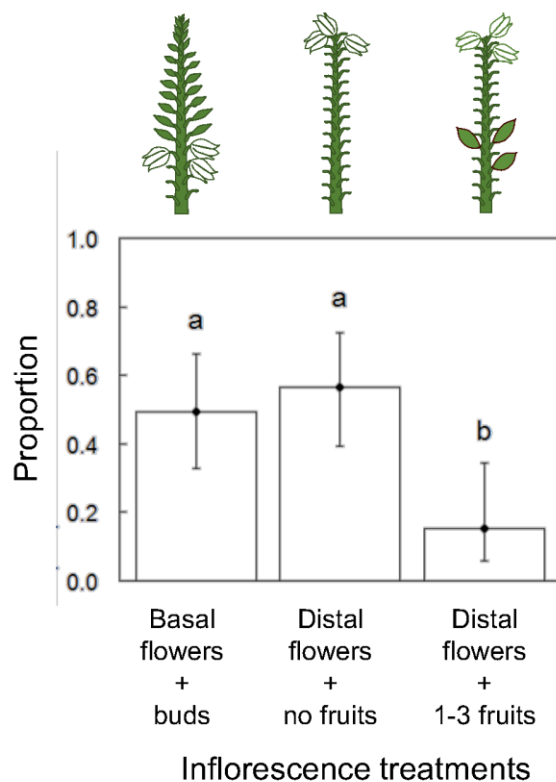 1.0
0.8
0.6
0.4
0.2
0.0
Proportion
a
a
b
Basal
flowers
+
buds
Distal
flowers
+
no fruits
Distal
flowers
+
1-3 fruits
Inflorescence treatments